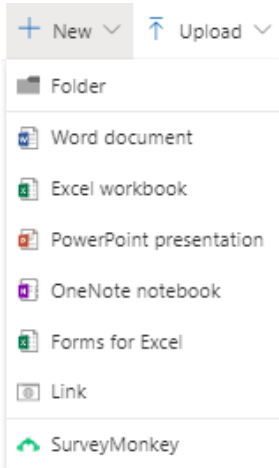 New Upload
Folder
Word document
Excel workbook
PowerPoint presentation
OneNote notebook
Forms for Excel
Link
SurveyMonkey